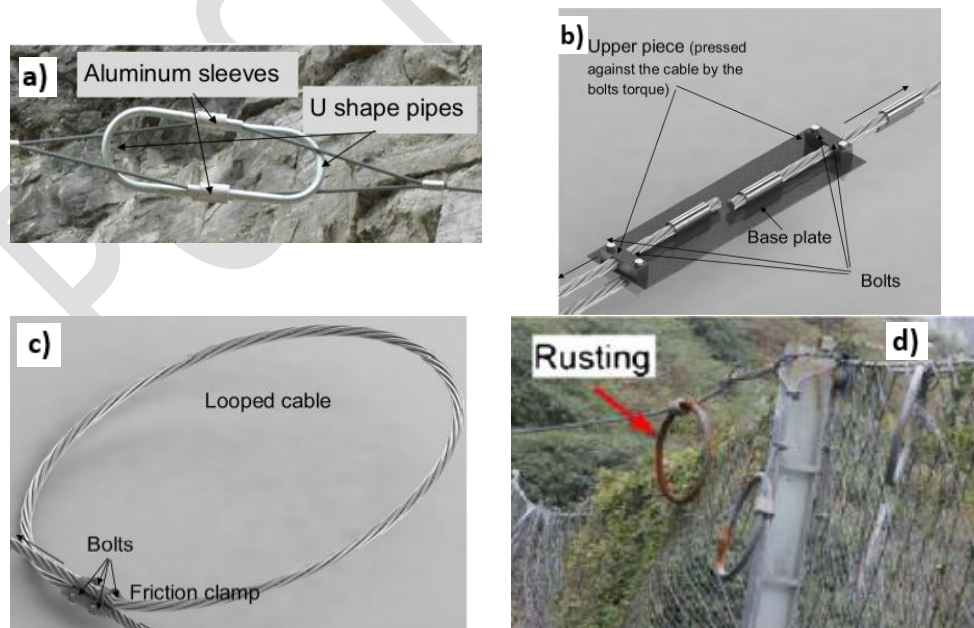 a)
Aluminum sleeves
U shape pipes
b)
Upper piece (pressed
against the cable by the
bolts torque)
Base plate
Bolts
c)
Looped cable
Bolts
Friction clamp
d)
Rusting